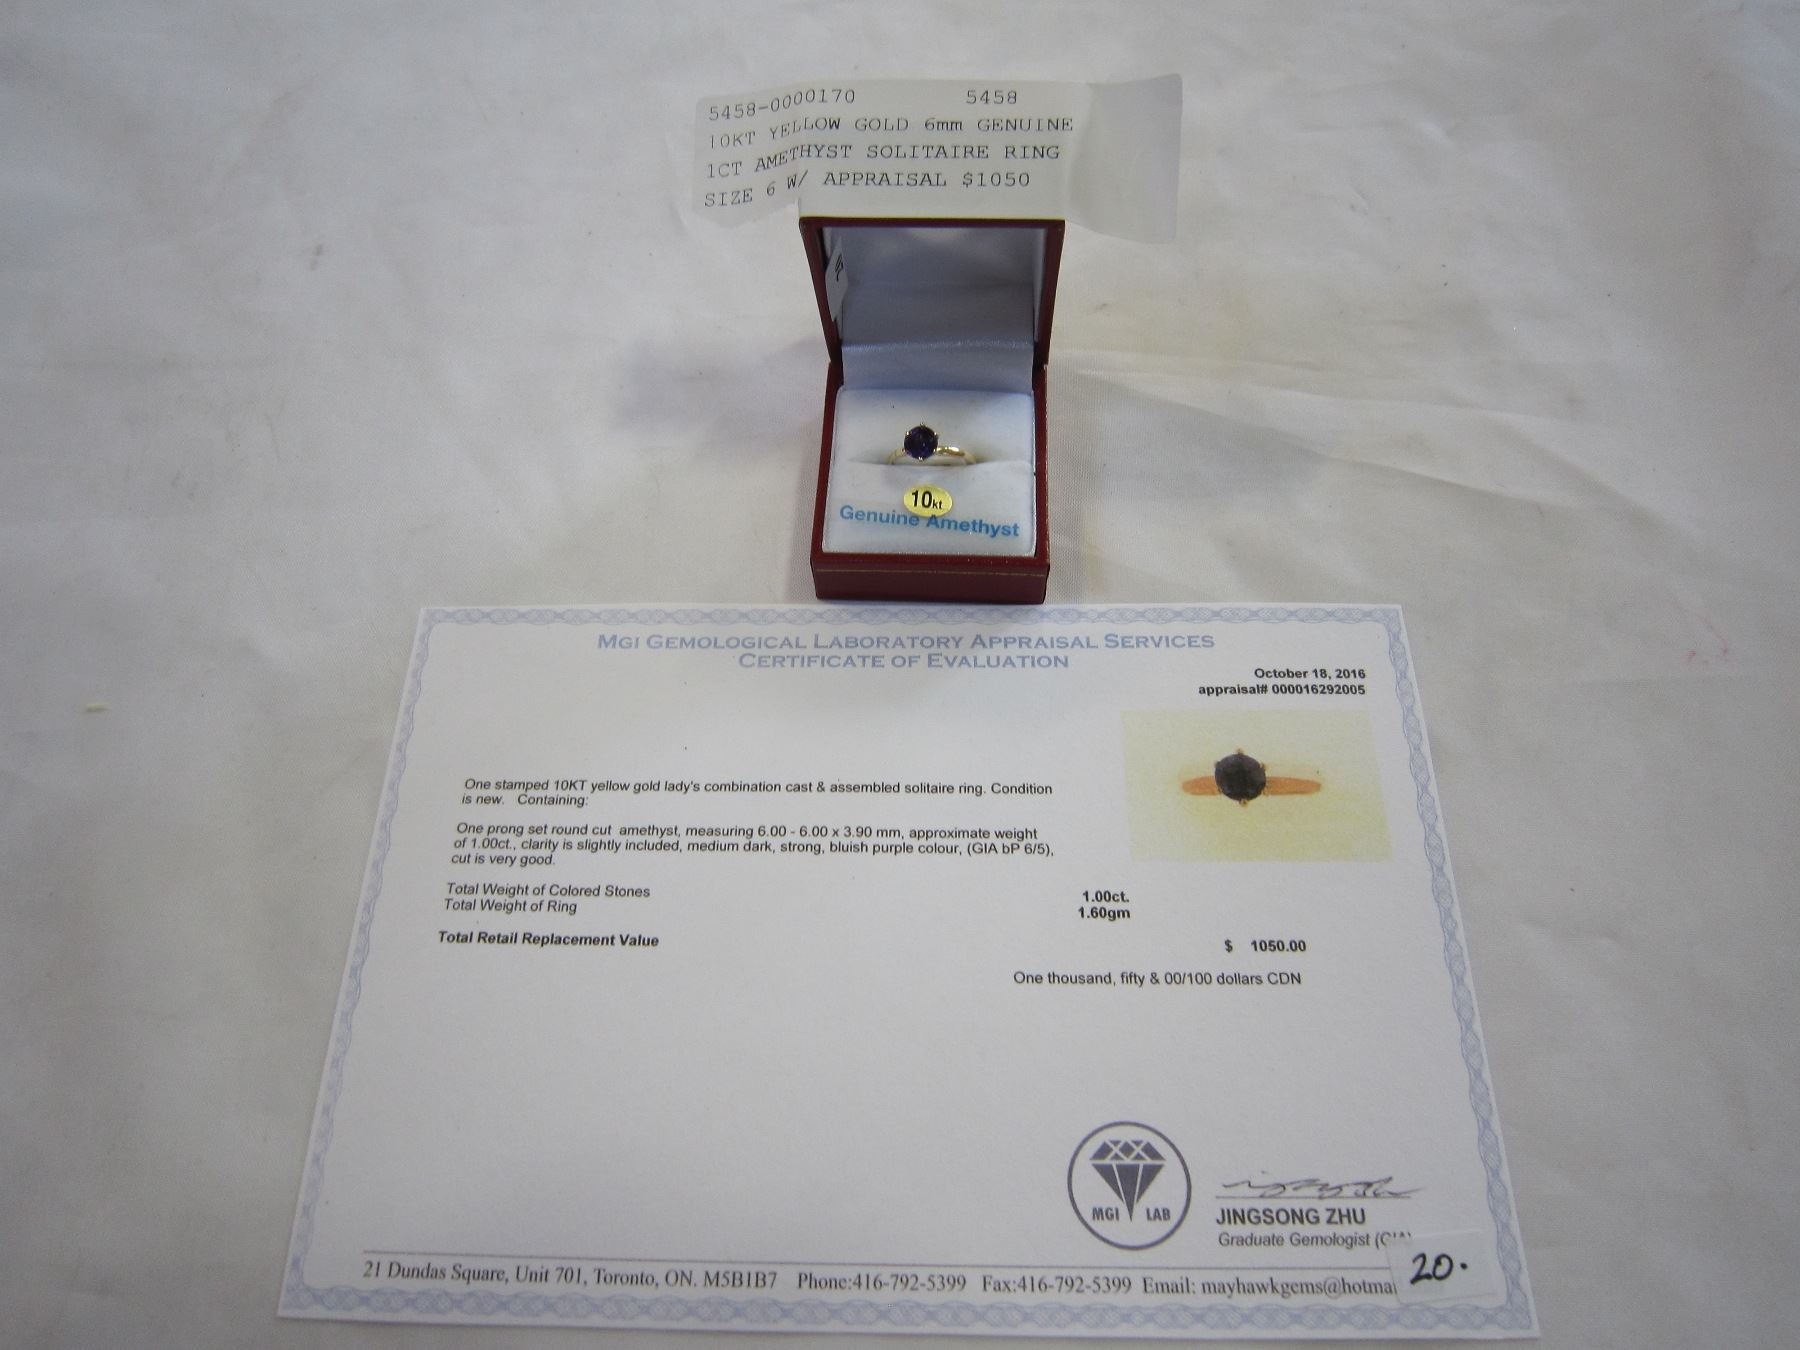 5458-0000170 5458
10KT YELLOW GOLD 6mm GENUINE
1CT AMETHYST SOLITAIRE RING
SIZE 6 W/ APPRAISAL $1050
10kt
Genuine Amethyst
MGI GEMOLOGICAL LABORATORY APPRAISAL SERVICES
CERTIFICATE OF EVALUATION
October 18, 2016
appraisal# 000016292005
One stamped 10KT yellow gold lady's combination cast & assembled solitaire ring. Condition
is new. Containing:
One prong set round cut amethyst, measuring 6.00 - 6.00 x 3.90 mm, approximate weight
of 1.00ct., clarity is slightly included, medium dark, strong, bluish purple colour, (GIA bP 6/5),
cut is very good.
Total Weight of Colored Stones 1.00ct.
Total Weight of Ring 1.60gm
Total Retail Replacement Value $ 1050.00
One thousand, fifty & 00/100 dollars CDN
MGI LAB
JINGSONG ZHU
Graduate Gemologist
20.
21 Dundas Square, Unit 701, Toronto, ON. M5B1B7 Phone:416-792-5399 Fax:416-792-5399 Email: mayhawkgems@hotma